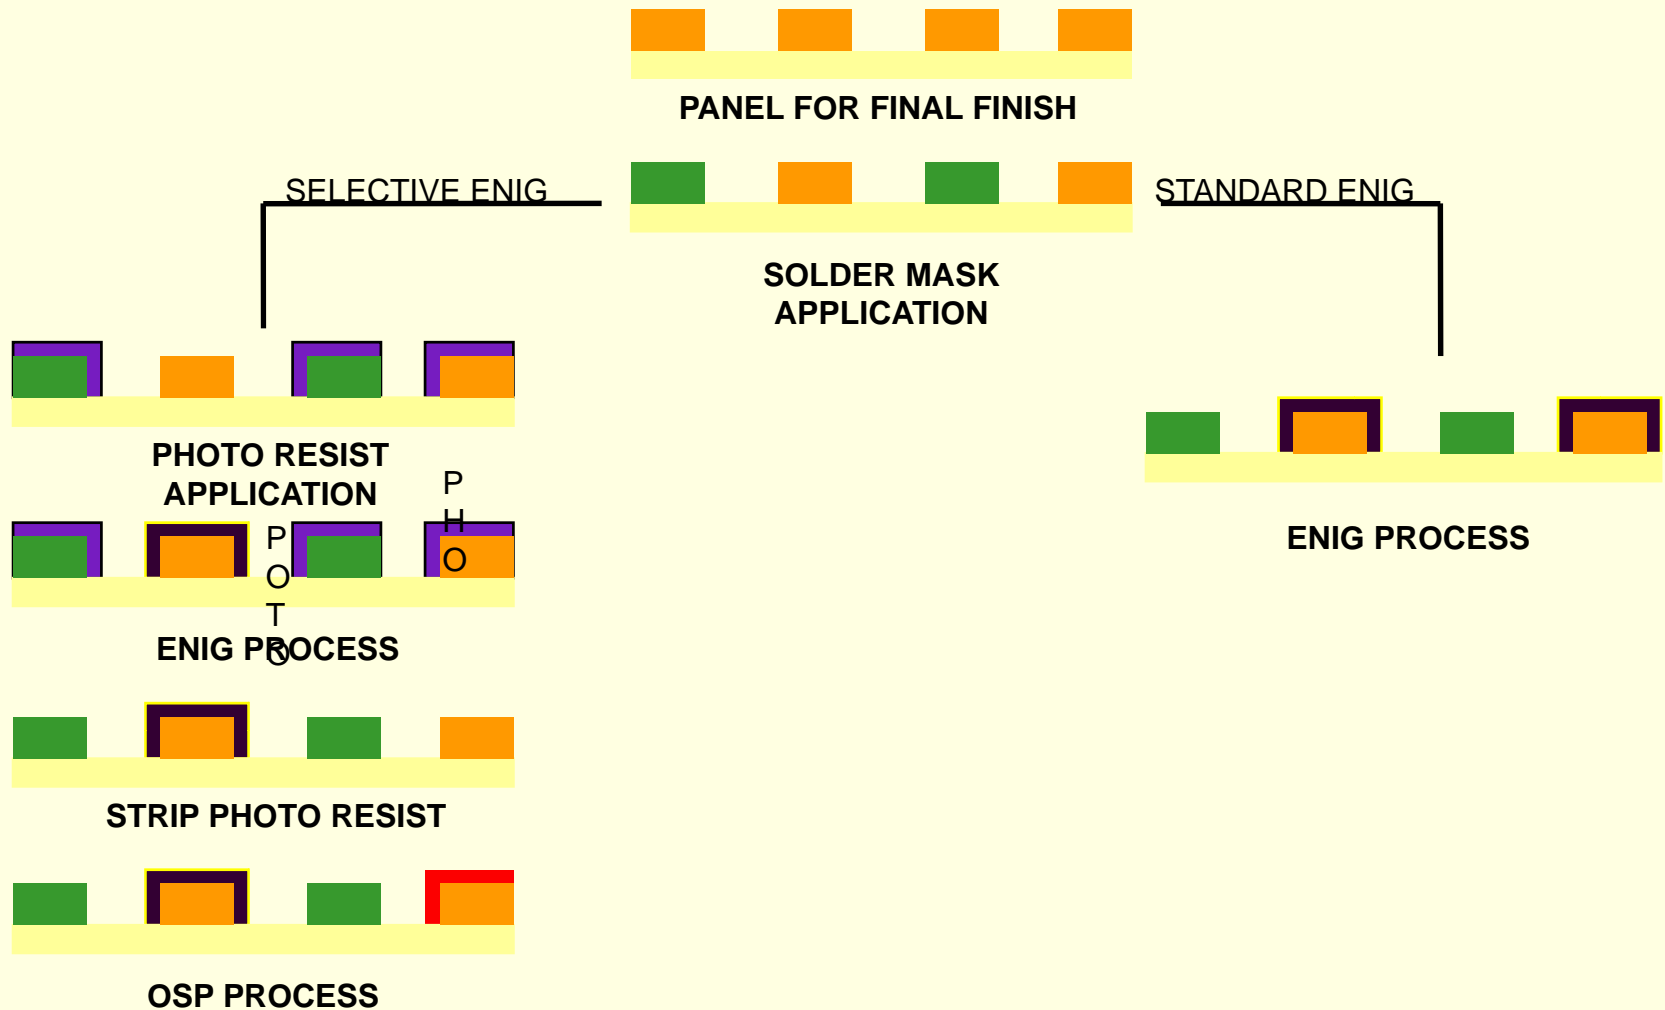 PANEL FOR FINAL FINISH
SELECTIVE ENIG
STANDARD ENIG
SOLDER MASK
APPLICATION
PHOTO RESIST
APPLICATION
P
H
O
P
O
T
O
ENIG PROCESS
ENIG PROCESS
STRIP PHOTO RESIST
OSP PROCESS